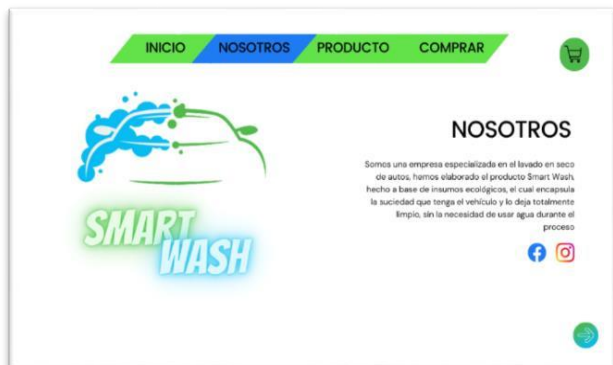 INICIO NOSOTROS PRODUCTO COMPRAR
NOSOTROS
Somos una empresa especializada en el lavado en seco
de autos, hemos elaborado el producto Smart Wash,
hecho a base de insumos ecológicos, el cual encapsula
la suciedad que tenga el vehículo y lo deja totalmente
limpio, sin la necesidad de usar agua durante el
proceso
SMART
WASH